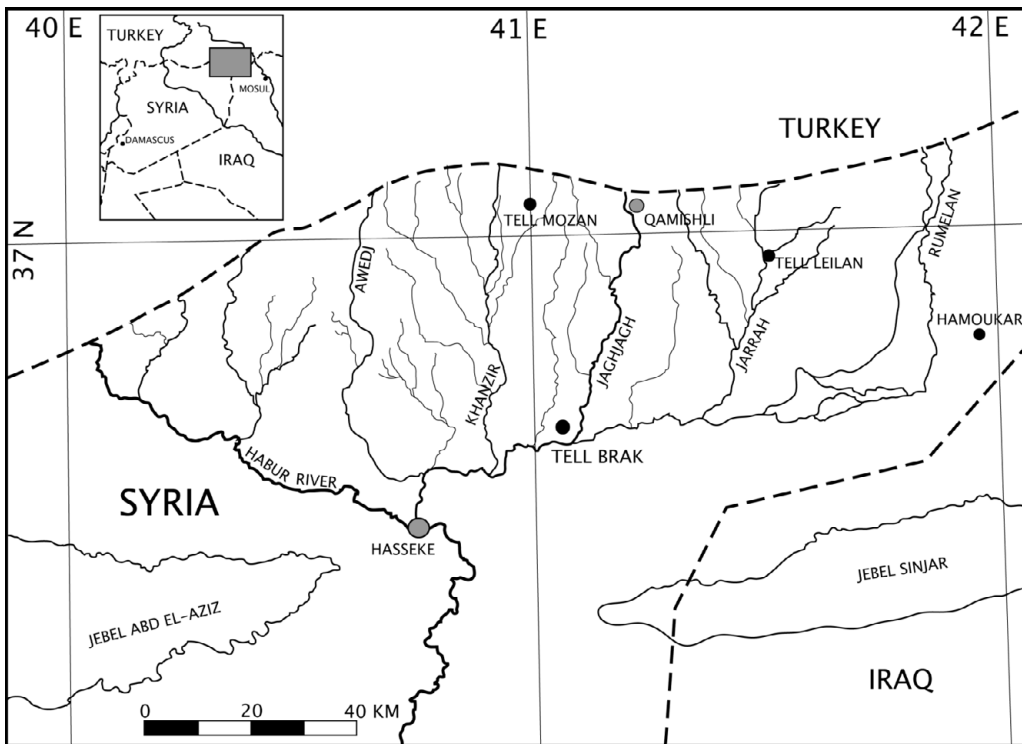 40 E
41 E
42 E
TURKEY
MOSUL
SYRIA
DAMASCUS
IRAQ
TURKEY
37 N
TELL MOZAN
QAMISHLI
AWEDJ
RUMELAN
TELL LEILAN
HAMOUKAR
KHANZIR
JAGHJAGH
JARRAH
TELL BRAK
HABUR RIVER
SYRIA
HASSEKE
JEBEL SINJAR
JEBEL ABD EL-AZIZ
IRAQ
0 20 40 KM